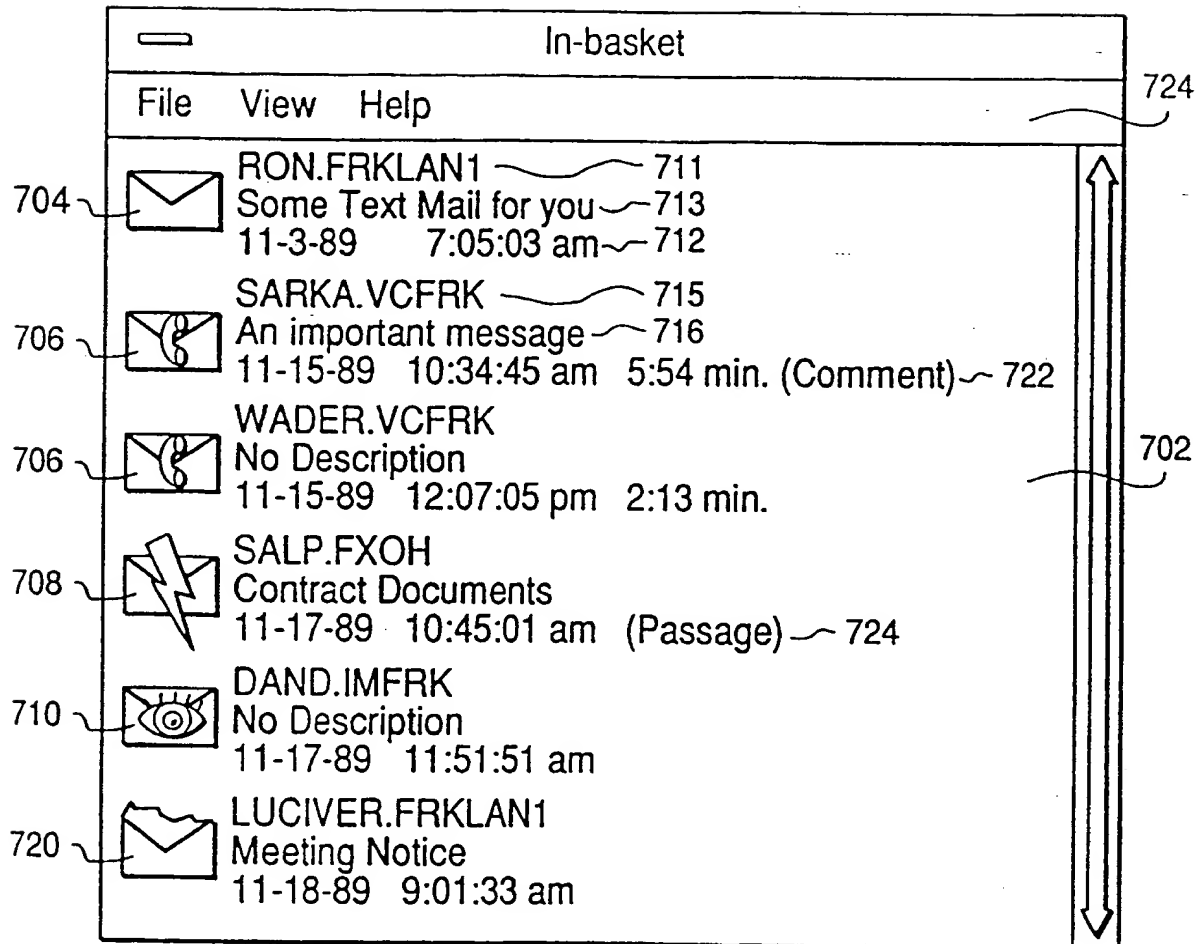 In-basket
File View Help
724
RON.FRKLAN1 711
704 Some Text Mail for you 713
11-3-89 7:05:03 am 712
SARKA.VCFRK 715
706 An important message 716
11-15-89 10:34:45 am 5:54 min. (Comment) 722
WADER.VCFRK
706 No Description 702
11-15-89 12:07:05 pm 2:13 min.
SALP.FXOH
708 Contract Documents
11-17-89 10:45:01 am (Passage) 724
DAND.IMFRK
710 No Description
11-17-89 11:51:51 am
LUCIVER.FRKLAN1
720 Meeting Notice
11-18-89 9:01:33 am